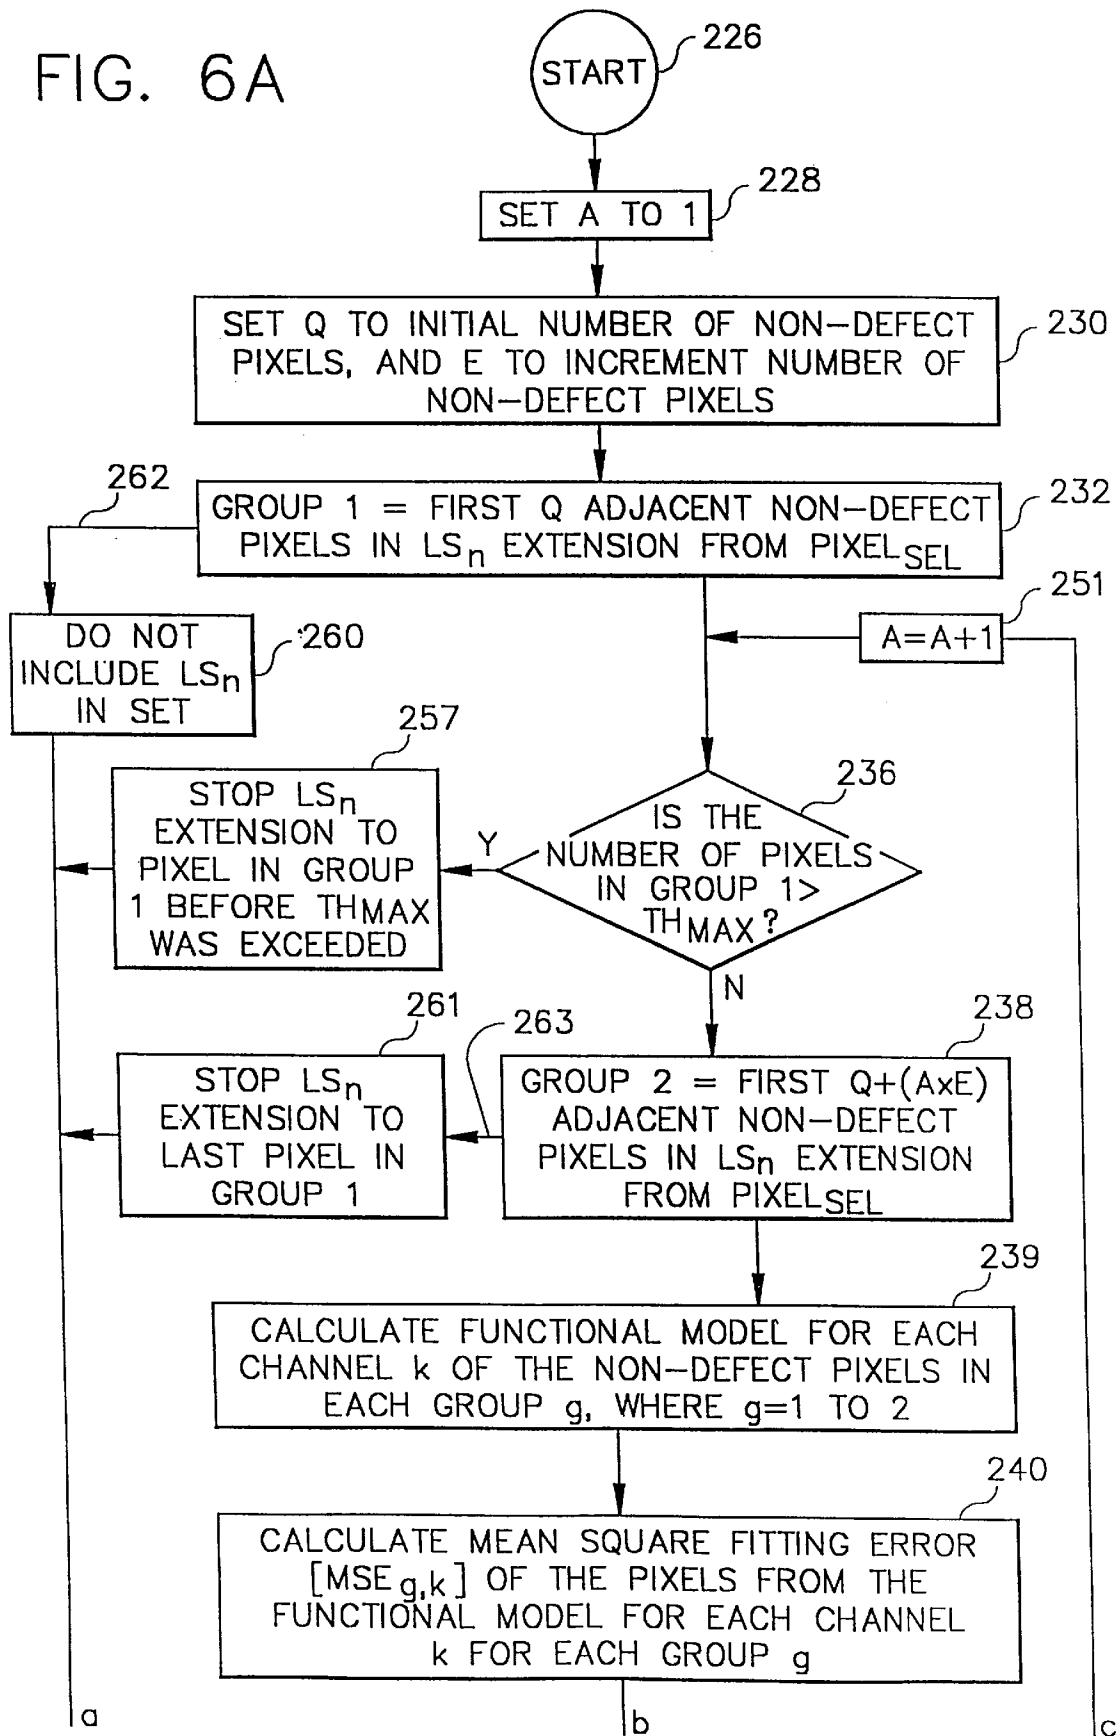 FIG. 6A
START
226
SET A TO 1
228
SET Q TO INITIAL NUMBER OF NON-DEFECT
PIXELS, AND E TO INCREMENT NUMBER OF
NON-DEFECT PIXELS
230
262
GROUP 1 = FIRST Q ADJACENT NON-DEFECT
PIXELS IN LSn EXTENSION FROM PIXELSEL
232
251
A=A+1
DO NOT
INCLUDE LSn
IN SET
260
257
STOP LSn
EXTENSION TO
PIXEL IN GROUP
1 BEFORE THMAX
WAS EXCEEDED
Y
236
IS THE
NUMBER OF PIXELS
IN GROUP 1>
THMAX?
N
261
263
238
STOP LSn
EXTENSION TO
LAST PIXEL IN
GROUP 1
GROUP 2 = FIRST Q+(AxE)
ADJACENT NON-DEFECT
PIXELS IN LSn EXTENSION
FROM PIXELSEL
239
CALCULATE FUNCTIONAL MODEL FOR EACH
CHANNEL k OF THE NON-DEFECT PIXELS IN
EACH GROUP g, WHERE g=1 TO 2
240
CALCULATE MEAN SQUARE FITTING ERROR
[MSEg,k] OF THE PIXELS FROM THE
FUNCTIONAL MODEL FOR EACH CHANNEL
k FOR EACH GROUP g
a
b
c